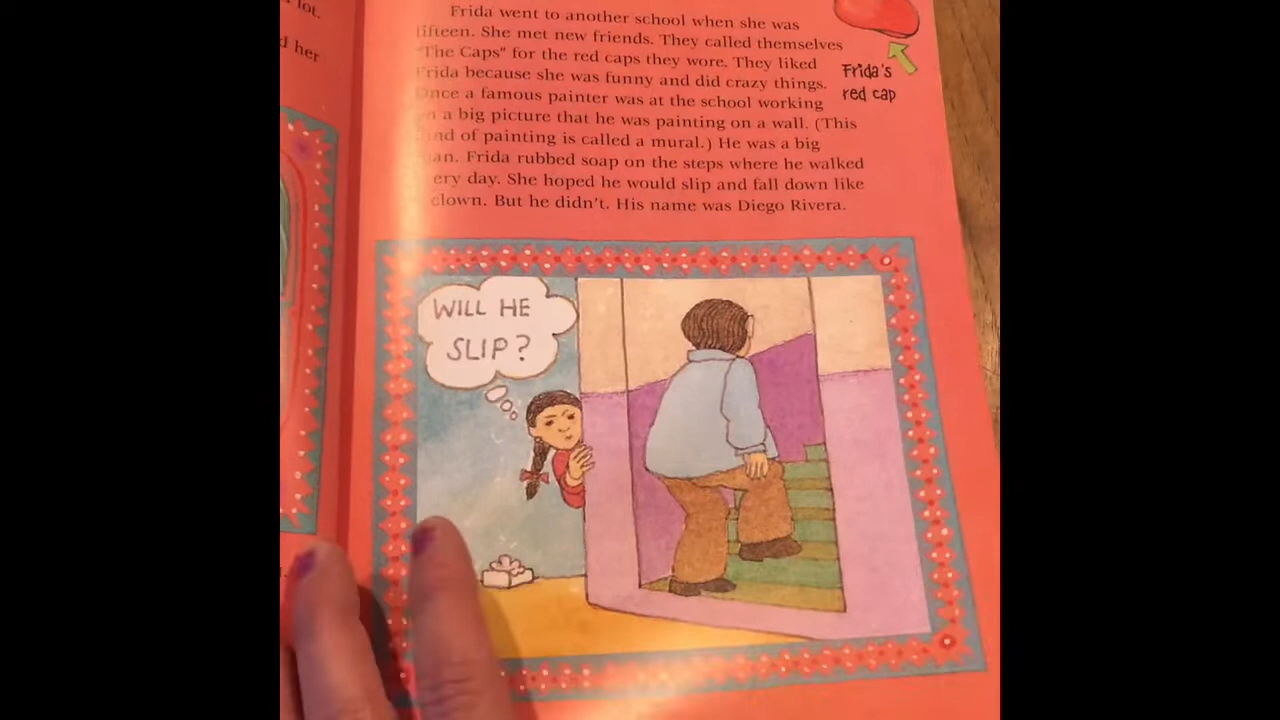 lot.
her
Frida went to another school when she was
fifteen. She met new friends. They called themselves
"The Caps" for the red caps they wore. They liked
Frida because she was funny and did crazy things.
Once a famous painter was at the school working
a big picture that he was painting on a wall. (This
kind of painting is called a mural.) He was a big
man. Frida rubbed soap on the steps where he walked
every day. She hoped he would slip and fall down like
clown. But he didn't. His name was Diego Rivera.
Frida's
red cap
WILL HE
SLIP?